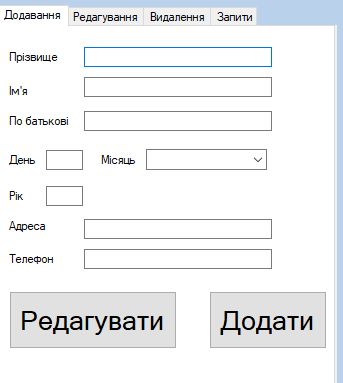 Додавання Редагування Видалення Запити
Прізвище
Ім'я
По батькові
День Місяць
Рік
Адреса
Телефон
Редагувати Додати